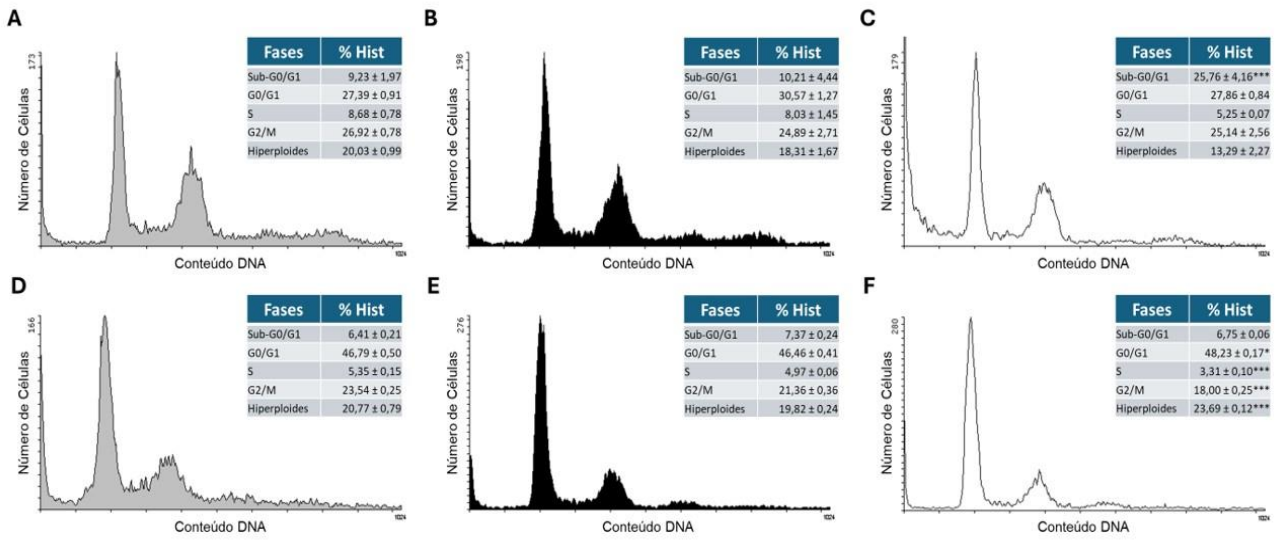 A
173
Número de Células
Conteúdo DNA
1024
Fases % Hist
Sub-G0/G1 9,23 ± 1,97
G0/G1 27,39 ± 0,91
S 8,68 ± 0,78
G2/M 26,92 ± 0,78
Hiperploides 20,03 ± 0,99
B
198
Número de Células
Conteúdo DNA
1024
Fases % Hist
Sub-G0/G1 10,21 ± 4,44
G0/G1 30,57 ± 1,27
S 8,03 ± 1,45
G2/M 24,89 ± 2,71
Hiperploides 18,31 ± 1,67
C
179
Número de Células
Conteúdo DNA
1024
Fases % Hist
Sub-G0/G1 25,76 ± 4,16***
G0/G1 27,86 ± 0,84
S 5,25 ± 0,07
G2/M 25,14 ± 2,56
Hiperploides 13,29 ± 2,27
D
166
Número de Células
Conteúdo DNA
1024
Fases % Hist
Sub-G0/G1 6,41 ± 0,21
G0/G1 46,79 ± 0,50
S 5,35 ± 0,15
G2/M 23,54 ± 0,25
Hiperploides 20,77 ± 0,79
E
276
Número de Células
Conteúdo DNA
1024
Fases % Hist
Sub-G0/G1 7,37 ± 0,24
G0/G1 46,46 ± 0,41
S 4,97 ± 0,06
G2/M 21,36 ± 0,36
Hiperploides 19,82 ± 0,24
F
280
Número de Células
Conteúdo DNA
1024
Fases % Hist
Sub-G0/G1 6,75 ± 0,06
G0/G1 48,23 ± 0,17*
S 3,31 ± 0,10***
G2/M 18,00 ± 0,25***
Hiperploides 23,69 ± 0,12***